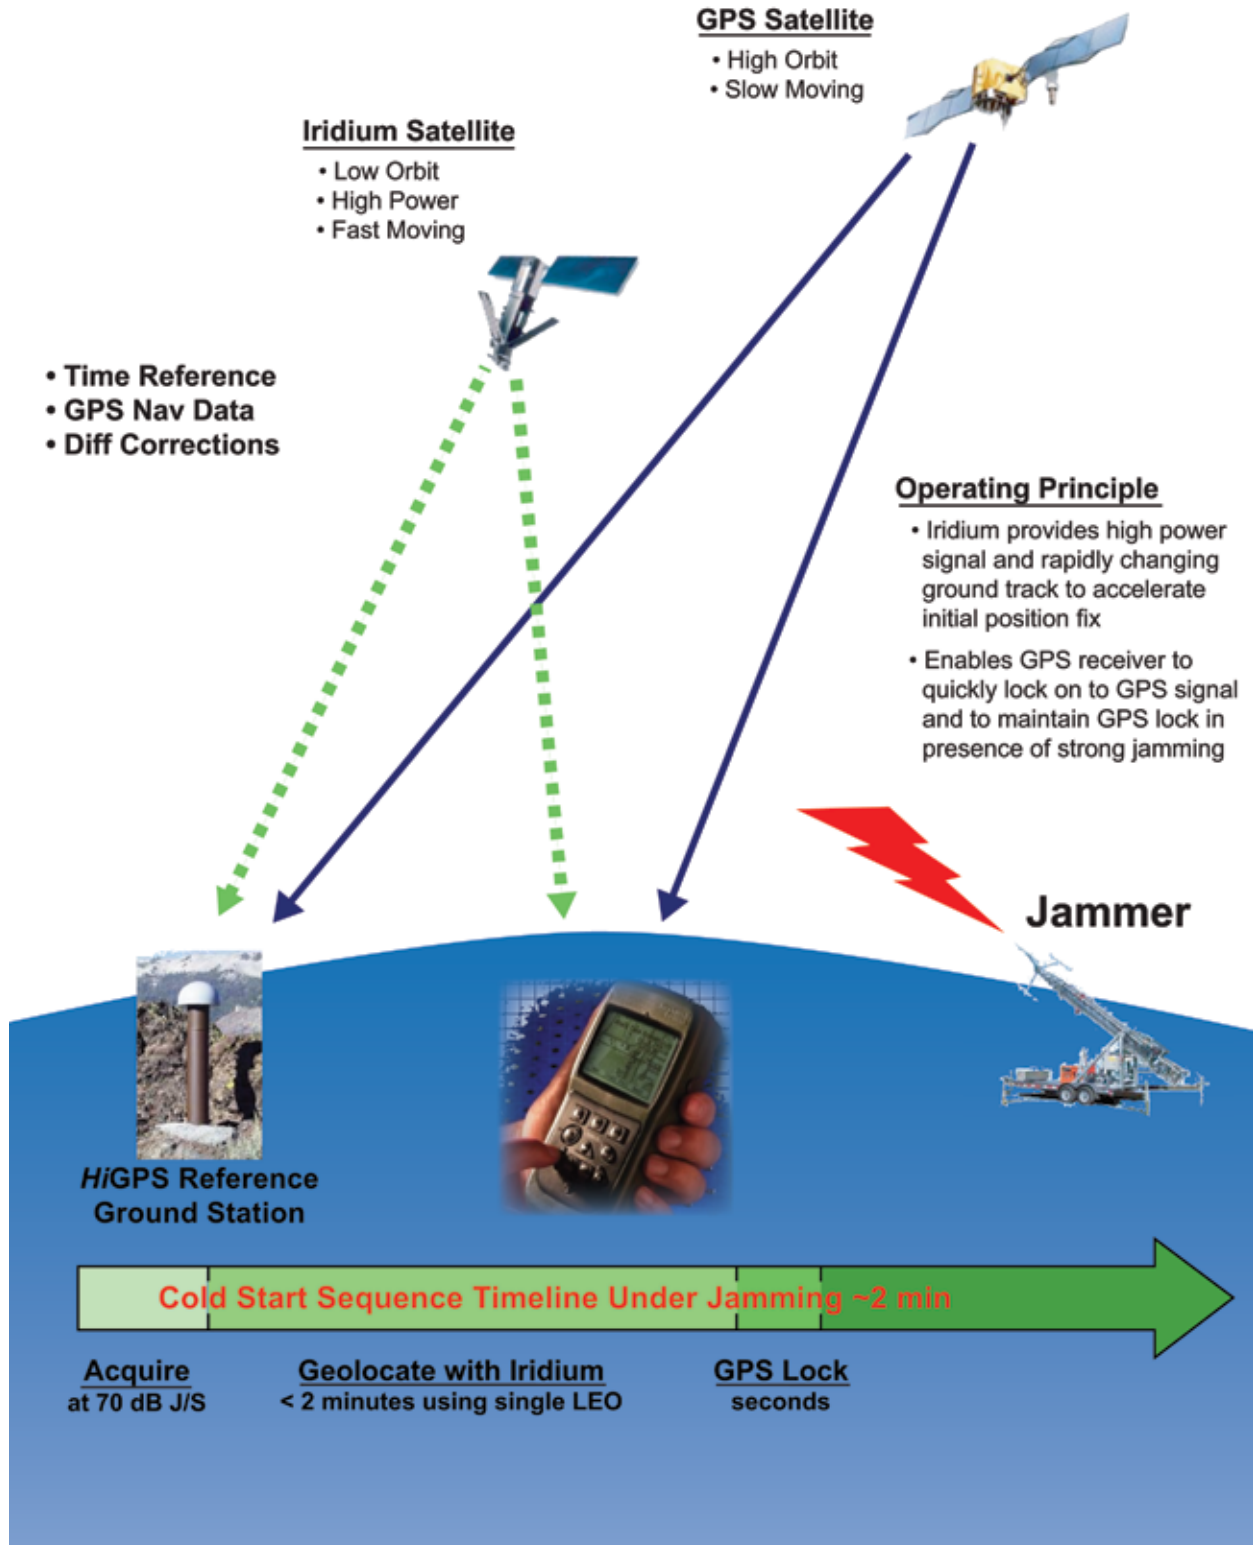 GPS Satellite
• High Orbit
• Slow Moving
Iridium Satellite
• Low Orbit
• High Power
• Fast Moving
• Time Reference
• GPS Nav Data
• Diff Corrections
Operating Principle
• Iridium provides high power
signal and rapidly changing
ground track to accelerate
initial position fix
• Enables GPS receiver to
quickly lock on to GPS signal
and to maintain GPS lock in
presence of strong jamming
Jammer
HiGPS Reference
Ground Station
Cold Start Sequence Timeline Under Jamming ~2 min
Acquire
at 70 dB J/S
Geolocate with Iridium
< 2 minutes using single LEO
GPS Lock
seconds